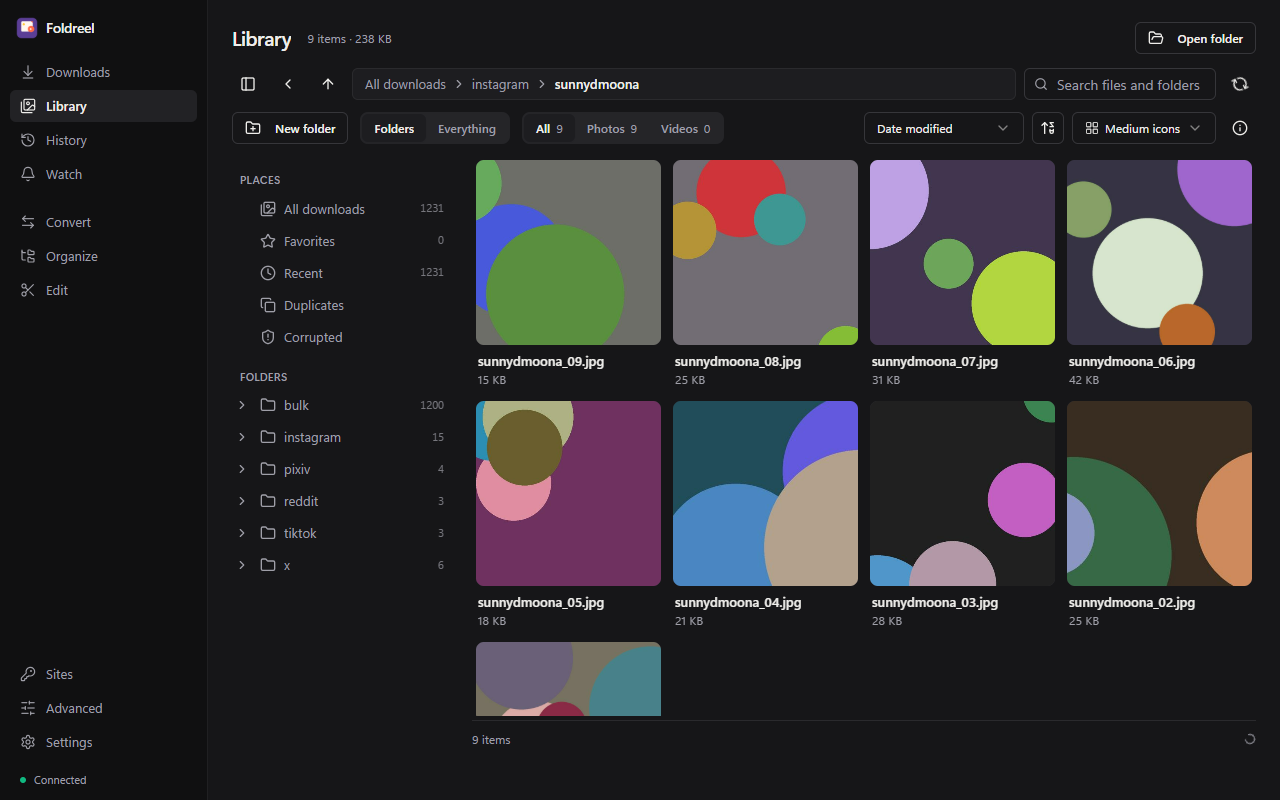 Foldreel
Downloads
Library
History
Watch
Convert
Organize
Edit
Sites
Advanced
Settings
Connected
Library 9 items · 238 KB
Open folder
All downloads instagram sunnydmoona
Search files and folders
New folder Folders Everything All 9 Photos 9 Videos 0 Date modified Medium icons
PLACES
All downloads 1231
Favorites 0
Recent 1231
Duplicates
Corrupted
FOLDERS
bulk 1200
instagram 15
pixiv 4
reddit 3
tiktok 3
x 6
sunnydmoona_09.jpg sunnydmoona_08.jpg sunnydmoona_07.jpg sunnydmoona_06.jpg
15 KB 25 KB 31 KB 42 KB
sunnydmoona_05.jpg sunnydmoona_04.jpg sunnydmoona_03.jpg sunnydmoona_02.jpg
18 KB 21 KB 28 KB 25 KB
9 items